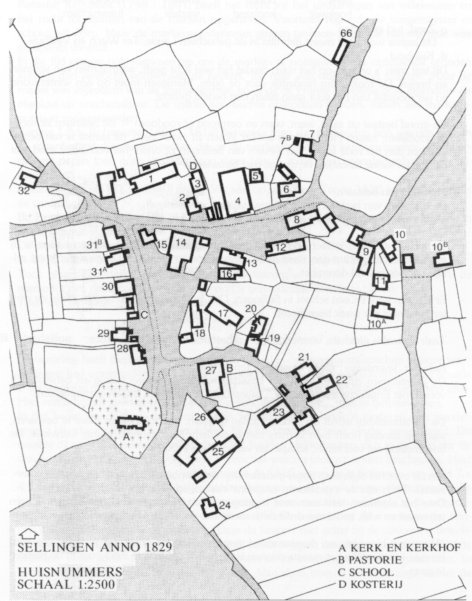 66
7B 7
D
1 3 5
32 2 4 6
8
31B 15 14 12 10
9 10B
31A 13
16
30 11
C 17 10A
20
29 18
19
28
27 B 21
22
26 23
A
25
24
SELLINGEN ANNO 1829
HUISNUMMERS
SCHAAL 1:2500
A KERK EN KERKHOF
B PASTORIE
C SCHOOL
D KOSTERIJ